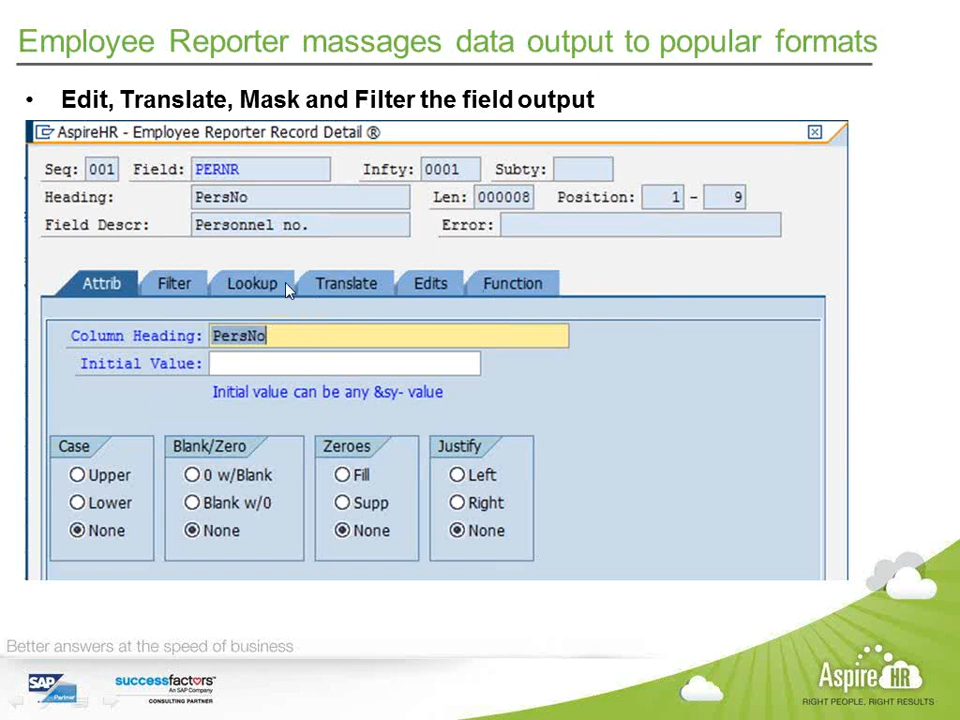 Employee Reporter massages data output to popular formats
• Edit, Translate, Mask and Filter the field output
AspireHR - Employee Reporter Record Detail ®
Seq: 001 Field: PERNR Infty: 0001 Subty:
Heading: PersNo Len: 000008 Position: 1 - 9
Field Descr: Personnel no. Error:
Attrib Filter Lookup Translate Edits Function
Column Heading: PersNo
Initial Value:
Initial value can be any &sy- value
Case Blank/Zero Zeroes Justify
Upper 0 w/Blank Fill Left
Lower Blank w/0 Supp Right
None None None None
Better answers at the speed of business
SAP Partner
successfactors™
An SAP Company
CONSULTING PARTNER
AspireHR
RIGHT PEOPLE, RIGHT RESULTS